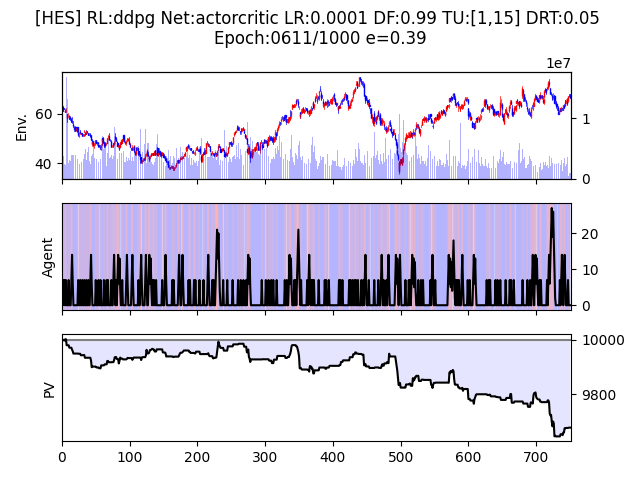 [HES] RL:ddpg Net:actorcritic LR:0.0001 DF:0.99 TU:[1,15] DRT:0.05
Epoch:0611/1000 e=0.39
1e7
Env.
60
40
1
0
Agent
20
10
0
PV
10000
9800
0 100 200 300 400 500 600 700